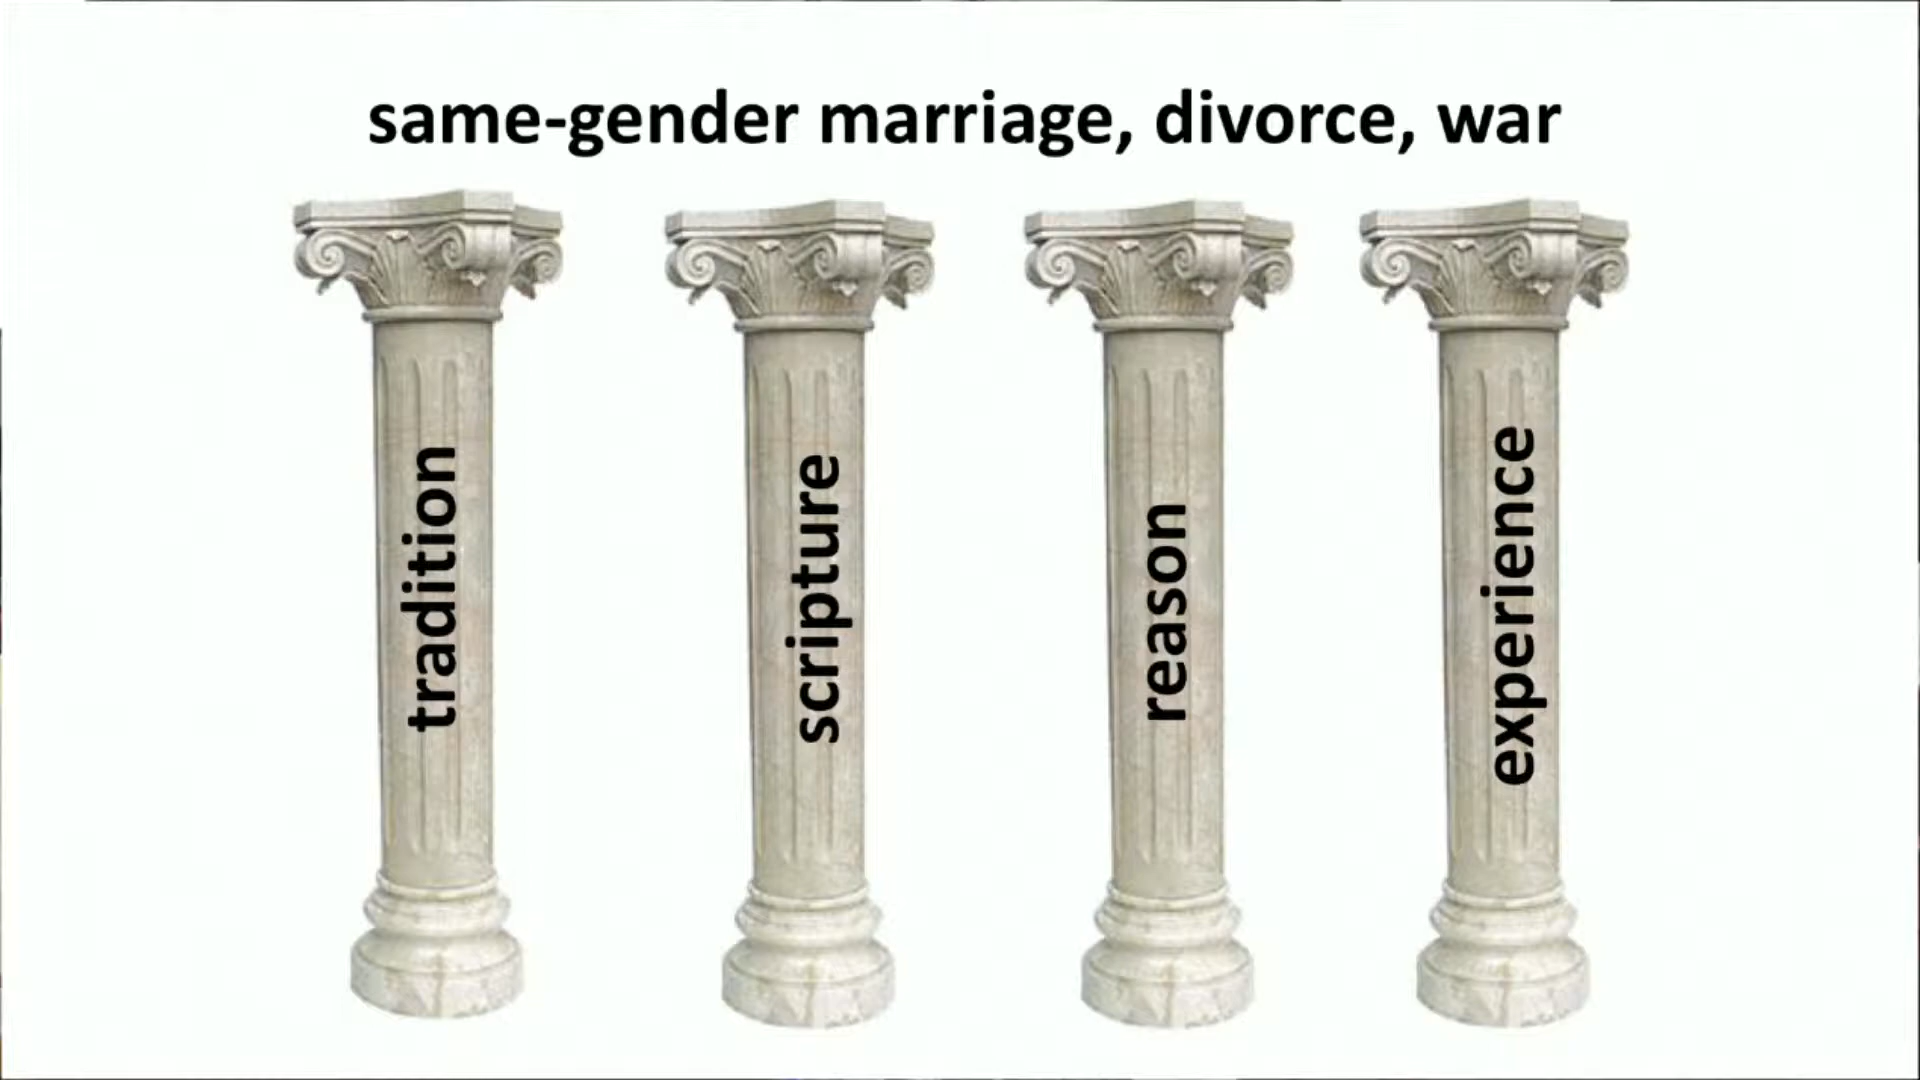 same-gender marriage, divorce, war
tradition
scripture
reason
experience